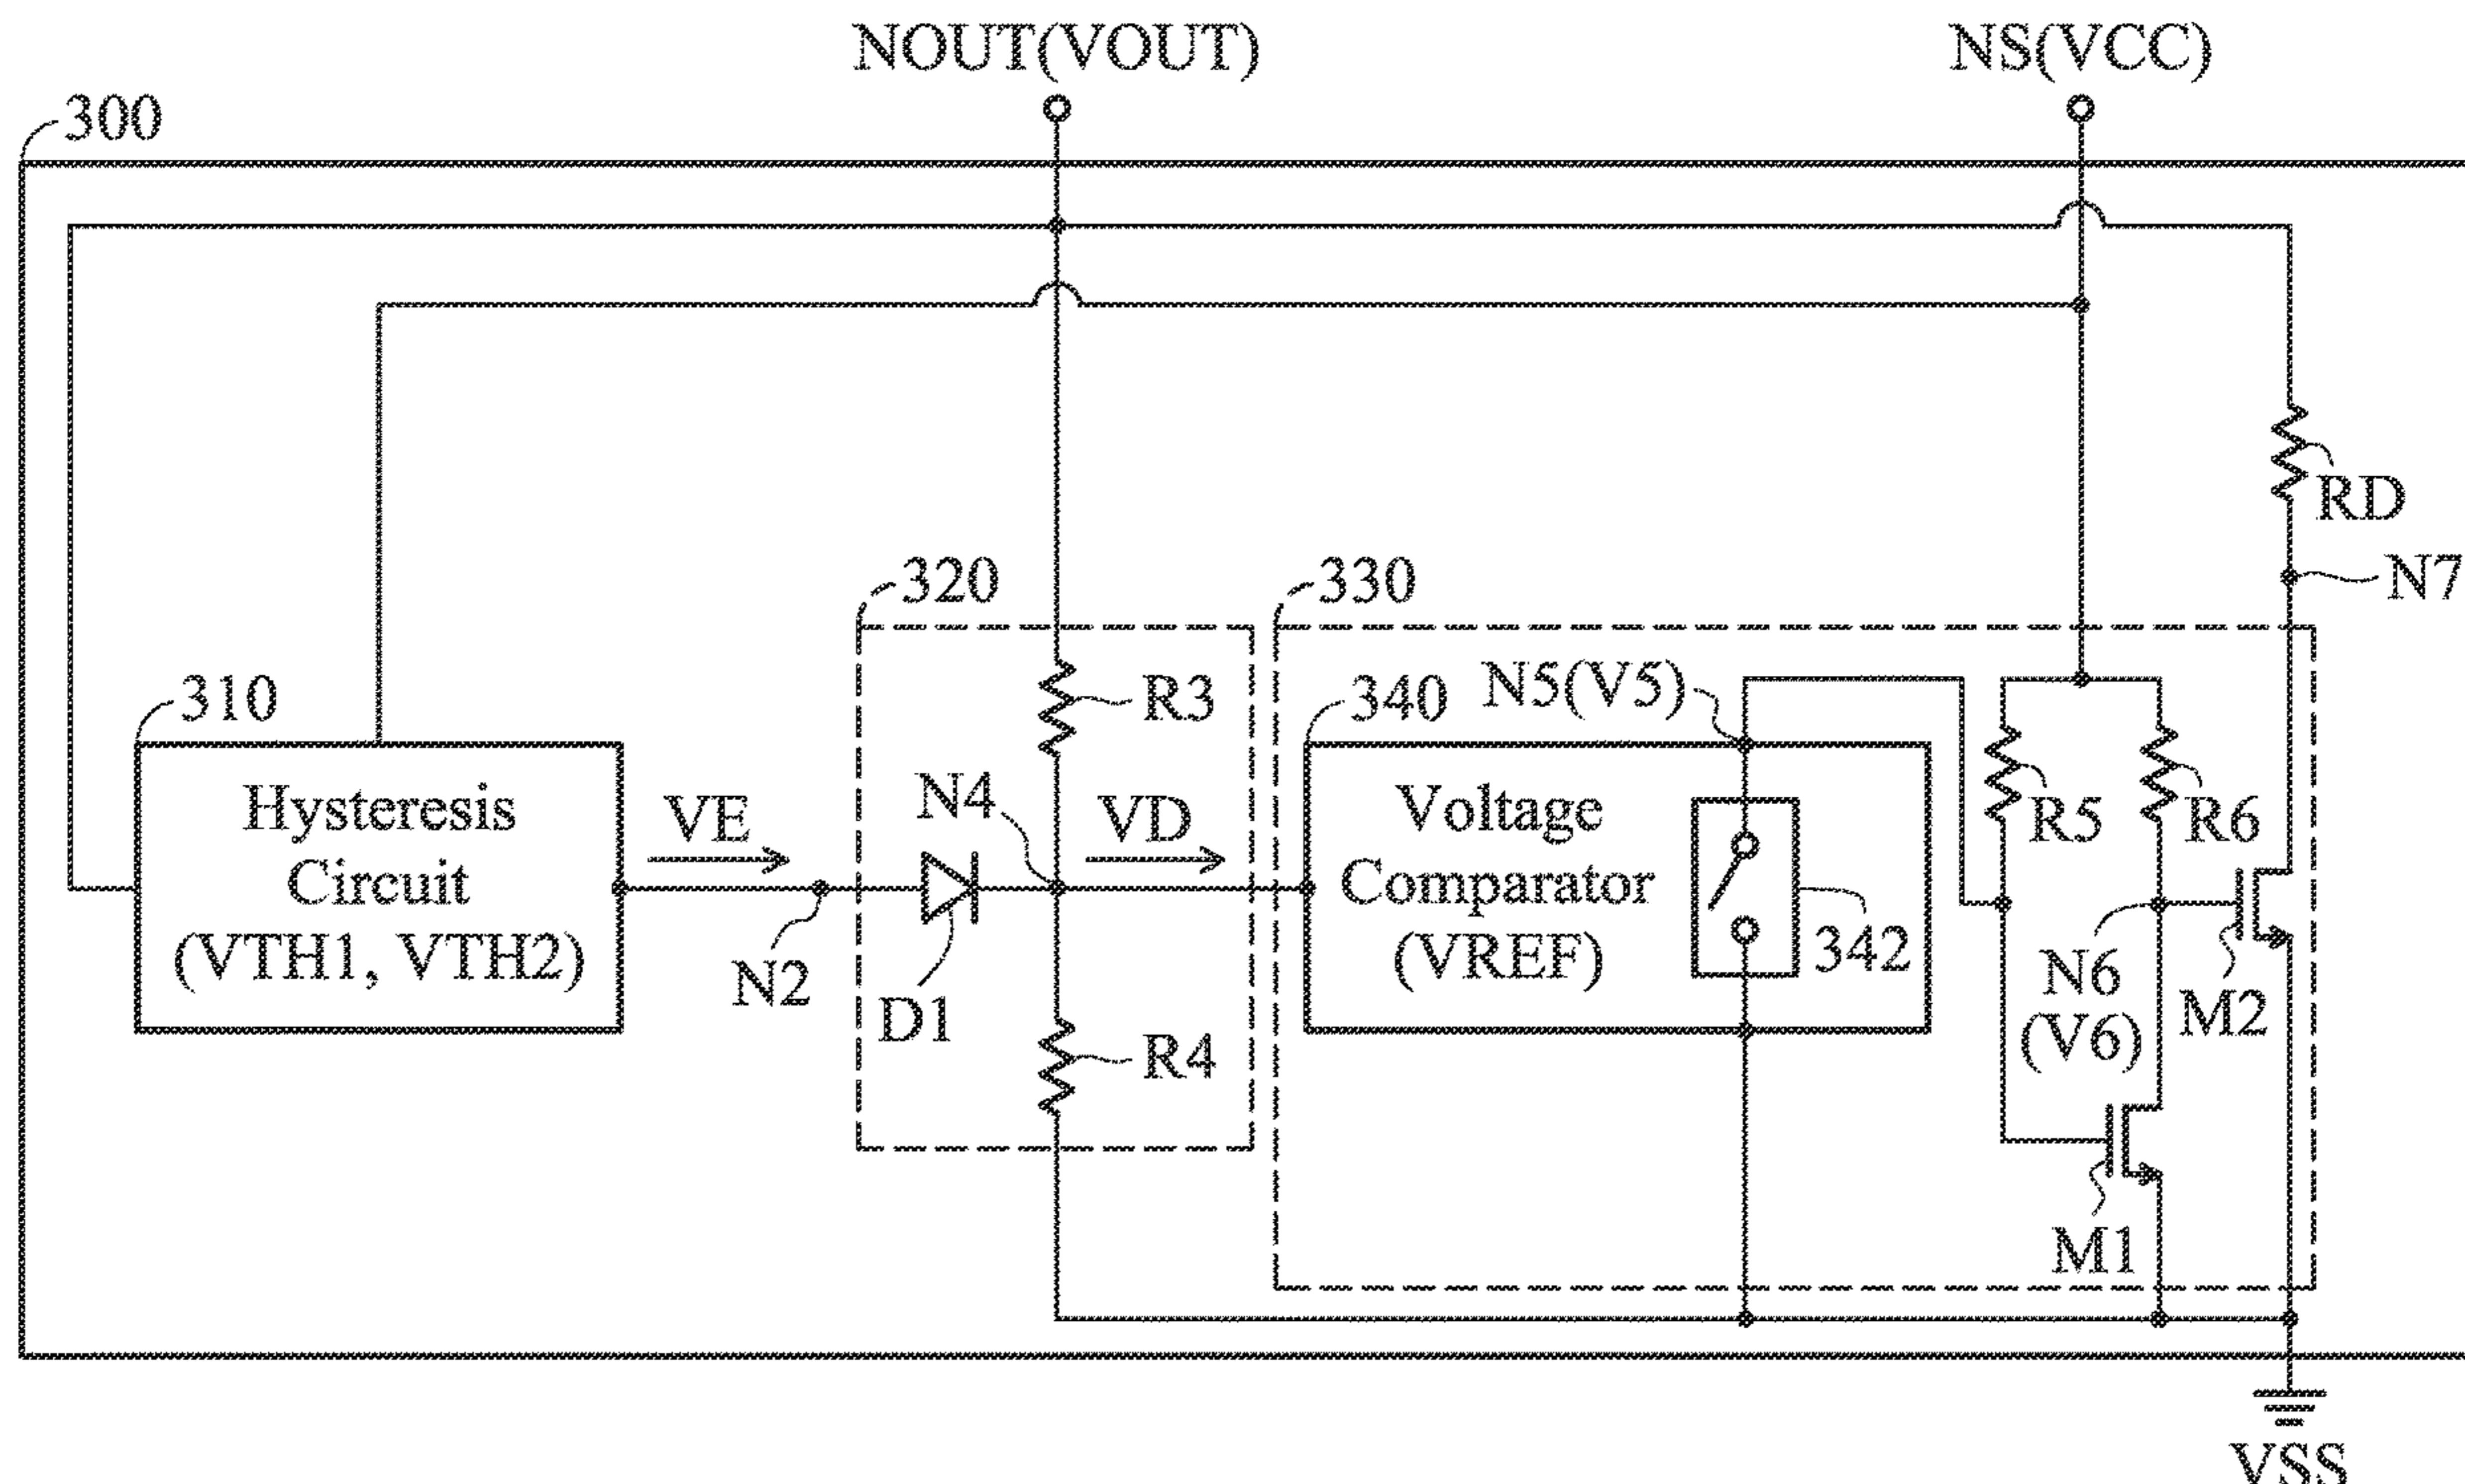 NOUT(VOUT)
NS(VCC)
300
RD
N7
320
330
310
R3
340
N5(V5)
Hysteresis
Circuit
(VTH1, VTH2)
VE
N4
VD
Voltage
Comparator
(VREF)
R5
R6
N2
D1
342
N6
(V6)
M2
R4
M1
VSS